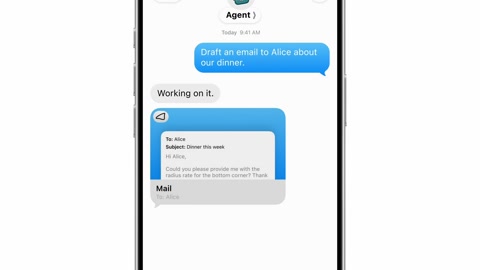 Agent
Today 9:41 AM
Draft an email to Alice about
our dinner.
Working on it.
To: Alice
Subject: Dinner this week
Hi Alice,
Could you please provide me with the
radius rate for the bottom corner? Thank
Mail
To: Alice